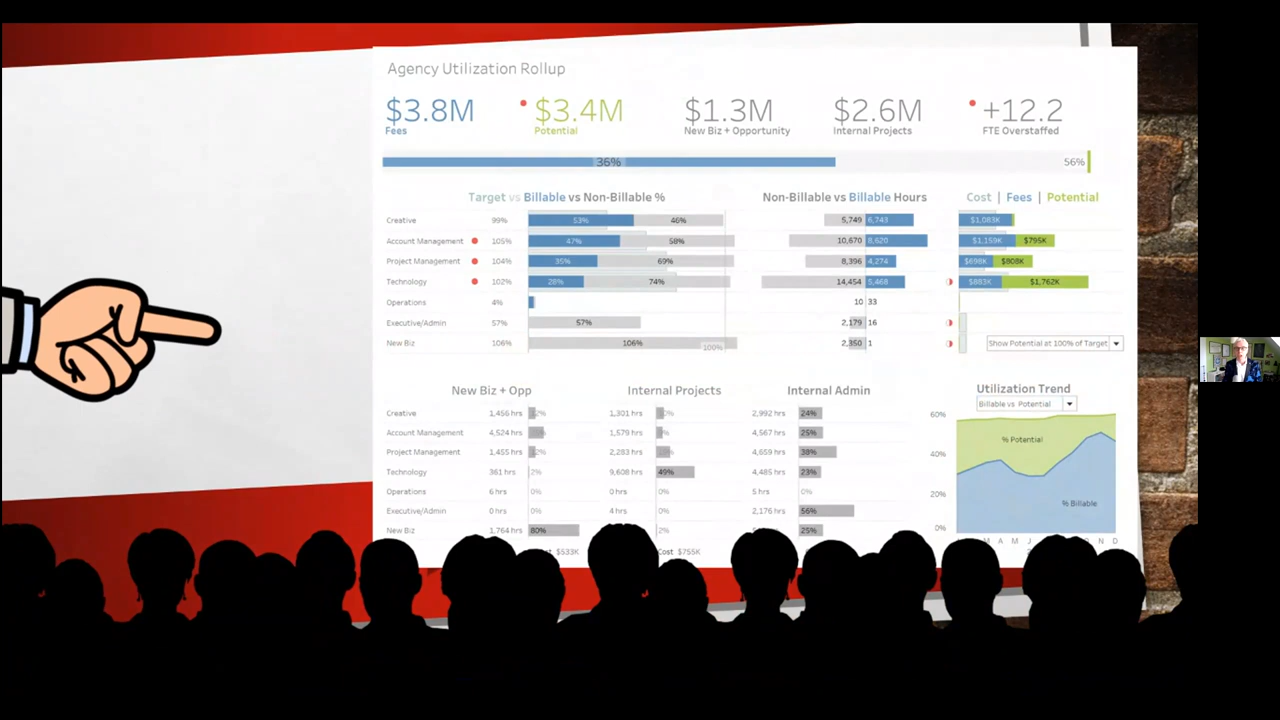 Agency Utilization Rollup
$3.8M $3.4M $1.3M $2.6M +12.2
Fees Potential New Biz + Opportunity Internal Projects FTE Overstaffed
36% 56%
Target vs Billable vs Non-Billable % Non-Billable vs Billable Hours Cost | Fees | Potential
Creative 99% 53% 46% 5,749 6,743 $1,083K
Account Management 105% 47% 58% 10,670 8,620 $1,159K $795K
Project Management 104% 35% 69% 8,396 4,274 $698K $808K
Technology 102% 28% 74% 14,454 5,468 $883K $1,762K
Operations 4% 10 33
Executive/Admin 57% 57% 2,179 16
New Biz 106% 106% 100% 2,350 1 Show Potential at 100% of Target
New Biz + Opp Internal Projects Internal Admin Utilization Trend
Billable vs Potential
Creative 1,456 hrs 1,301 hrs 2,992 hrs 24% 60%
Account Management 4,524 hrs 1,579 hrs 4,567 hrs 25% % Potential
Project Management 1,455 hrs 2,283 hrs 4,659 hrs 38% 40%
Technology 361 hrs 2% 9,608 hrs 49% 4,485 hrs 23%
Operations 6 hrs 0% 0 hrs 0% 5 hrs 0% 20%
Executive/Admin 0 hrs 0% 4 hrs 0% 2,176 hrs 56% % Billable
New Biz 1,764 hrs 80% 2% 25% 0%
M A M J A S O N D
$533K $755K